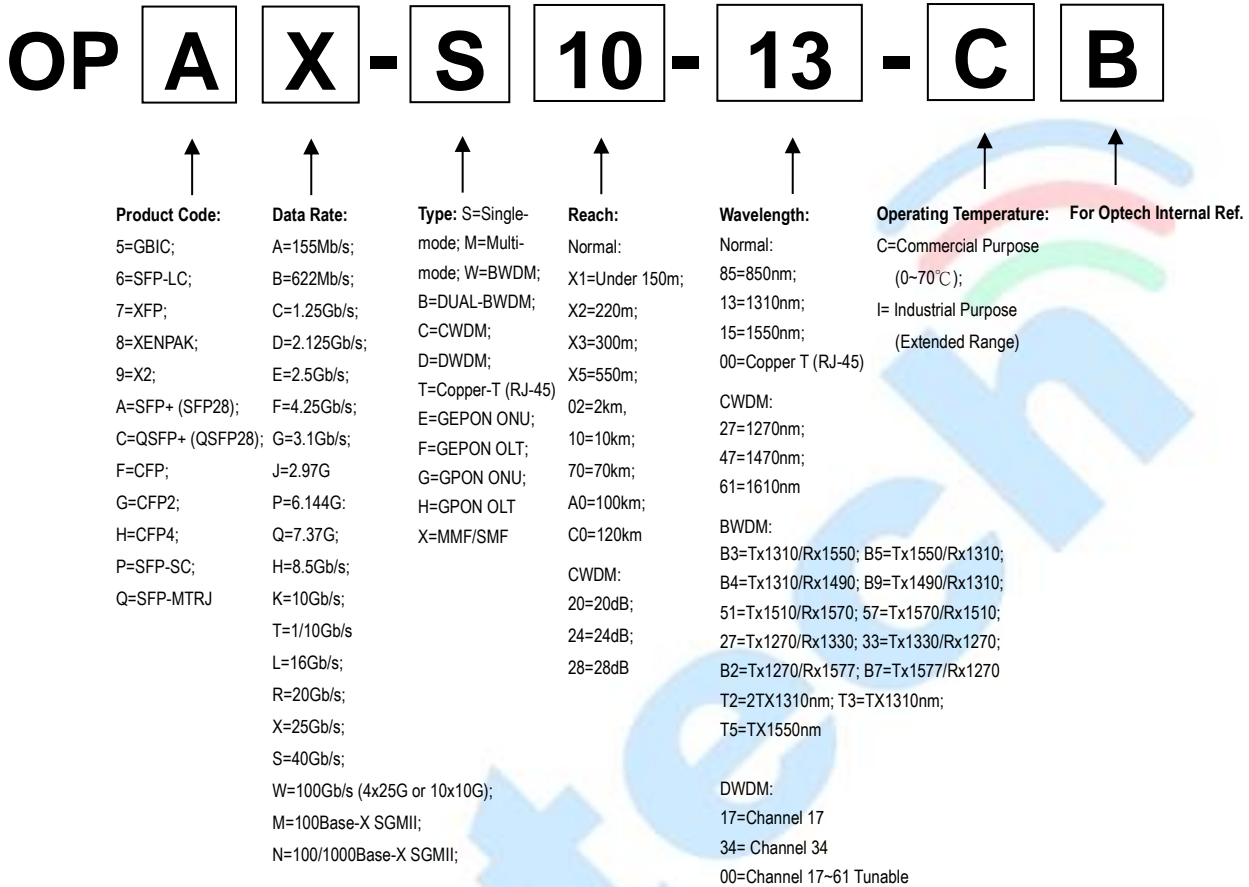 OP A X - S 10 - 13 - C B
Product Code:
5=GBIC;
6=SFP-LC;
7=XFP;
8=XENPAK;
9=X2;
A=SFP+ (SFP28);
C=QSFP+ (QSFP28);
F=CFP;
G=CFP2;
H=CFP4;
P=SFP-SC;
Q=SFP-MTRJ
Data Rate:
A=155Mb/s;
B=622Mb/s;
C=1.25Gb/s;
D=2.125Gb/s;
E=2.5Gb/s;
F=4.25Gb/s;
G=3.1Gb/s;
J=2.97G
P=6.144G:
Q=7.37G;
H=8.5Gb/s;
K=10Gb/s;
T=1/10Gb/s
L=16Gb/s;
R=20Gb/s;
X=25Gb/s;
S=40Gb/s;
W=100Gb/s (4x25G or 10x10G);
M=100Base-X SGMII;
N=100/1000Base-X SGMII;
Type: S=Single-
mode; M=Multi-
mode; W=BWDM;
B=DUAL-BWDM;
C=CWDM;
D=DWDM;
T=Copper-T (RJ-45)
E=GEPON ONU;
F=GEPON OLT;
G=GPON ONU;
H=GPON OLT
X=MMF/SMF
Reach:
Normal:
X1=Under 150m;
X2=220m;
X3=300m;
X5=550m;
02=2km,
10=10km;
70=70km;
A0=100km;
C0=120km
CWDM:
20=20dB;
24=24dB;
28=28dB
Wavelength:
Normal:
85=850nm;
13=1310nm;
15=1550nm;
00=Copper T (RJ-45)
CWDM:
27=1270nm;
47=1470nm;
61=1610nm
BWDM:
B3=Tx1310/Rx1550; B5=Tx1550/Rx1310;
B4=Tx1310/Rx1490; B9=Tx1490/Rx1310;
51=Tx1510/Rx1570; 57=Tx1570/Rx1510;
27=Tx1270/Rx1330; 33=Tx1330/Rx1270;
B2=Tx1270/Rx1577; B7=Tx1577/Rx1270
T2=2TX1310nm; T3=TX1310nm;
T5=TX1550nm
DWDM:
17=Channel 17
34= Channel 34
00=Channel 17~61 Tunable
Operating Temperature:
C=Commercial Purpose
(0~70℃);
I= Industrial Purpose
(Extended Range)
For Optech Internal Ref.
tech